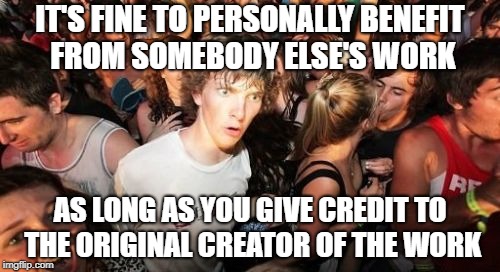 IT'S FINE TO PERSONALLY BENEFIT
FROM SOMEBODY ELSE'S WORK
AS LONG AS YOU GIVE CREDIT TO
THE ORIGINAL CREATOR OF THE WORK
imgflip.com